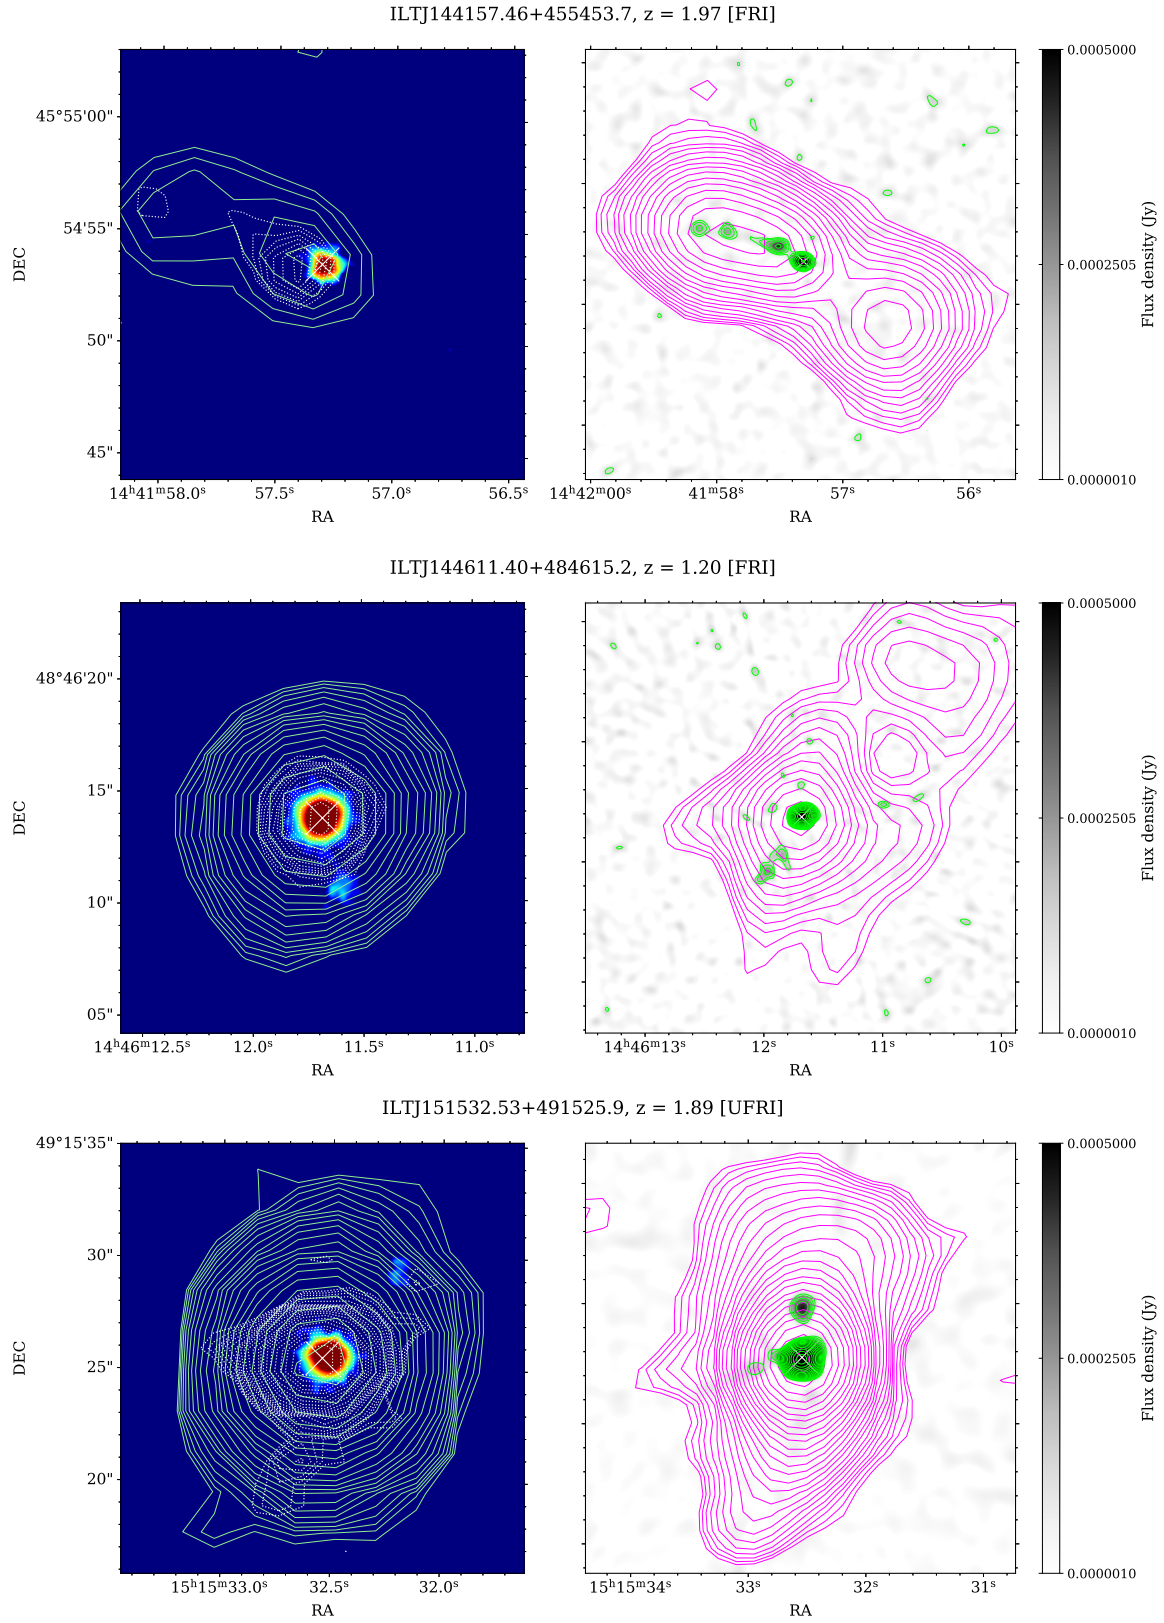 ILTJ144157.46+455453.7, z = 1.97 [FRI]
45°55'00"
54'55"
50"
45"
DEC
14ʰ41ᵐ58.0ˢ 57.5ˢ 57.0ˢ 56.5ˢ
RA
14ʰ42ᵐ00ˢ 41ᵐ58ˢ 57ˢ 56ˢ
RA
0.0005000
0.0002505
0.0000010
Flux density (Jy)
ILTJ144611.40+484615.2, z = 1.20 [FRI]
48°46'20"
15"
10"
05"
DEC
14ʰ46ᵐ12.5ˢ 12.0ˢ 11.5ˢ 11.0ˢ
RA
14ʰ46ᵐ13ˢ 12ˢ 11ˢ 10ˢ
RA
0.0005000
0.0002505
0.0000010
Flux density (Jy)
ILTJ151532.53+491525.9, z = 1.89 [UFRI]
49°15'35"
30"
25"
20"
DEC
15ʰ15ᵐ33.0ˢ 32.5ˢ 32.0ˢ
RA
15ʰ15ᵐ34ˢ 33ˢ 32ˢ 31ˢ
RA
0.0005000
0.0002505
0.0000010
Flux density (Jy)